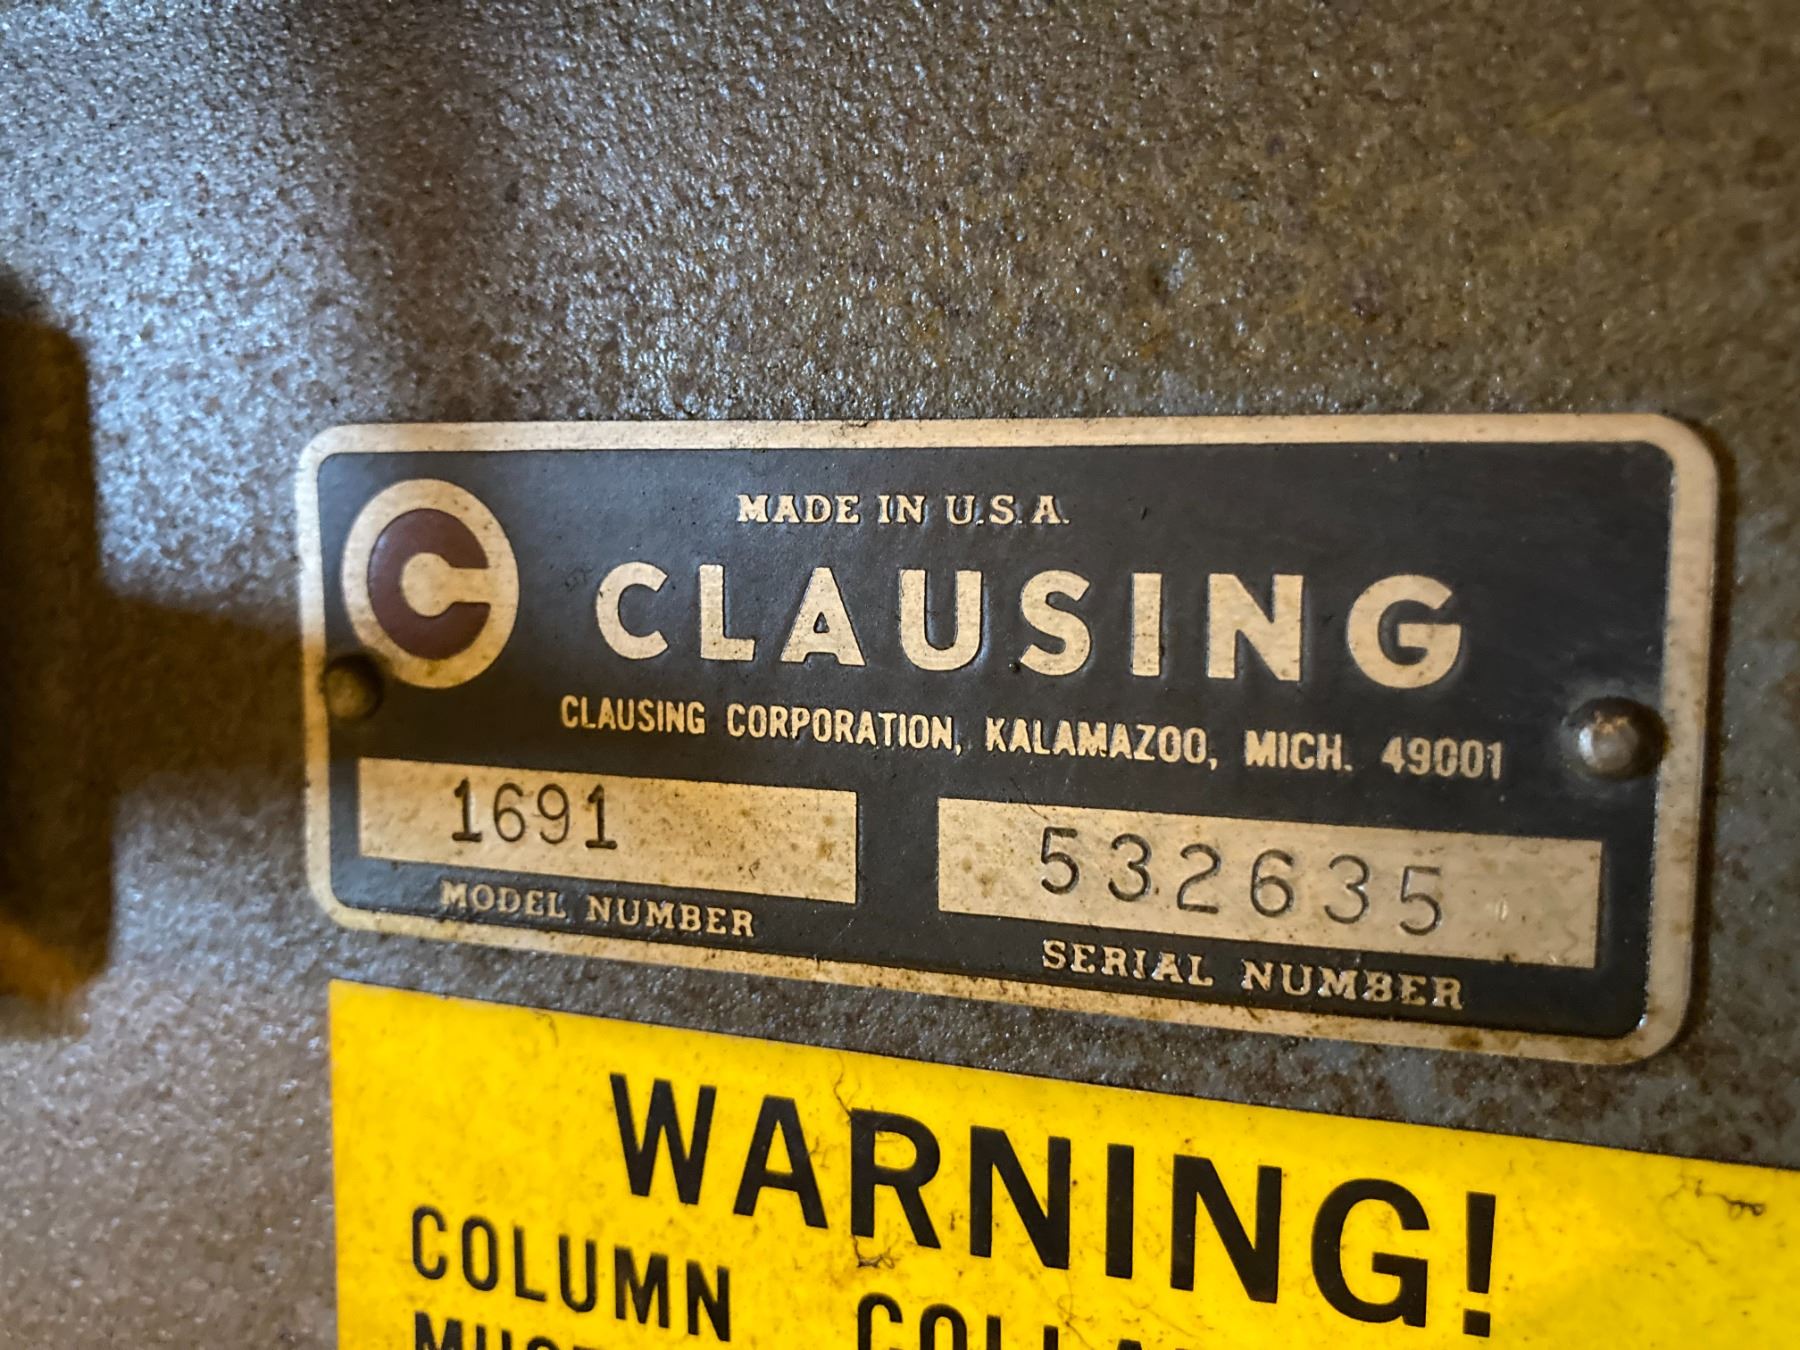 MADE IN U.S.A.
C CLAUSING
CLAUSING CORPORATION, KALAMAZOO, MICH. 49001
1691 532635
MODEL NUMBER SERIAL NUMBER
WARNING!
COLUMN